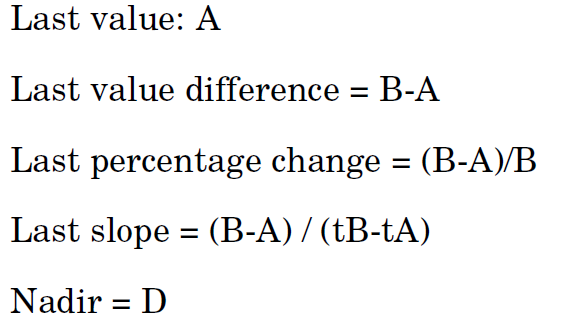 Last value: A
Last value difference = B-A
Last percentage change = (B-A)/B
Last slope = (B-A) / (tB-tA)
Nadir = D